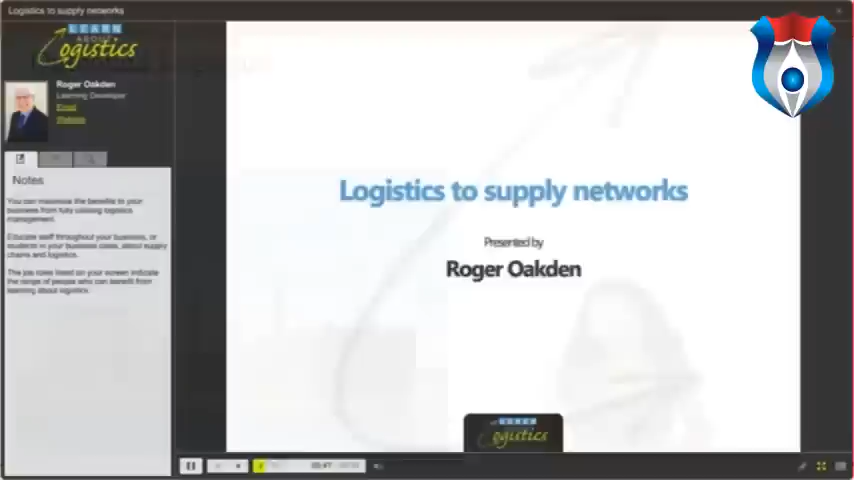 Logistics to supply networks
LEARN
ABOUT
Logistics
Roger Oakden
Learning Developer
Email
Website
Notes
You can maximise the benefits to your
business from fully utilising logistics
management.
Educate staff throughout your business, or
students in your business class, about supply
chains and logistics.
The job roles listed on your screen indicate
the range of people who can benefit from
learning about logistics.
Logistics to supply networks
Presented by
Roger Oakden
Logistics